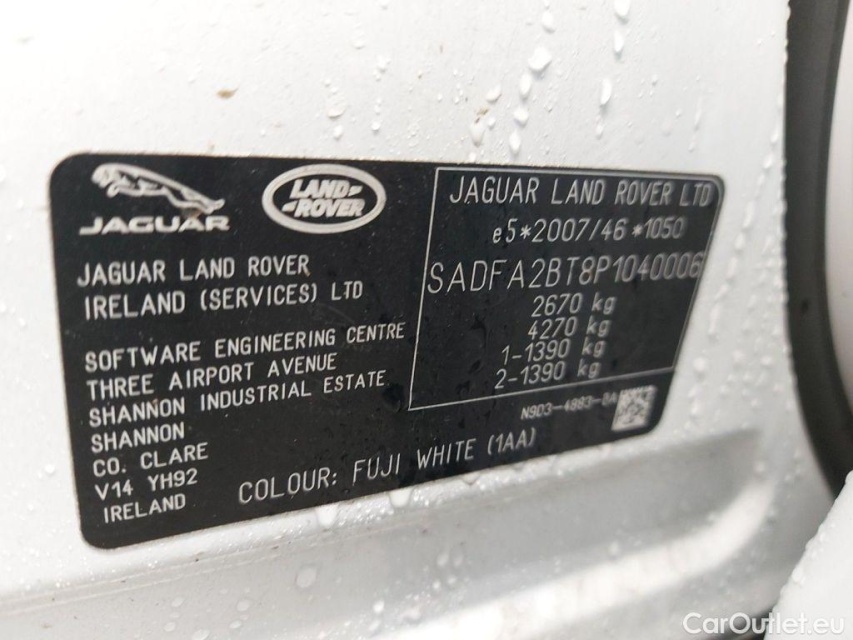 JAGUAR
LAND-
-ROVER
JAGUAR LAND ROVER
IRELAND (SERVICES) LTD
SOFTWARE ENGINEERING CENTRE
THREE AIRPORT AVENUE
SHANNON INDUSTRIAL ESTATE
SHANNON
CO. CLARE
V14 YH92
IRELAND
JAGUAR LAND ROVER LTD
e5*2007/46*1050
SADFA2BT8P1040006
2670 kg
4270 kg
1-1390 kg
2-1390 kg
COLOUR: FUJI WHITE (1AA)
CarOutlet.eu